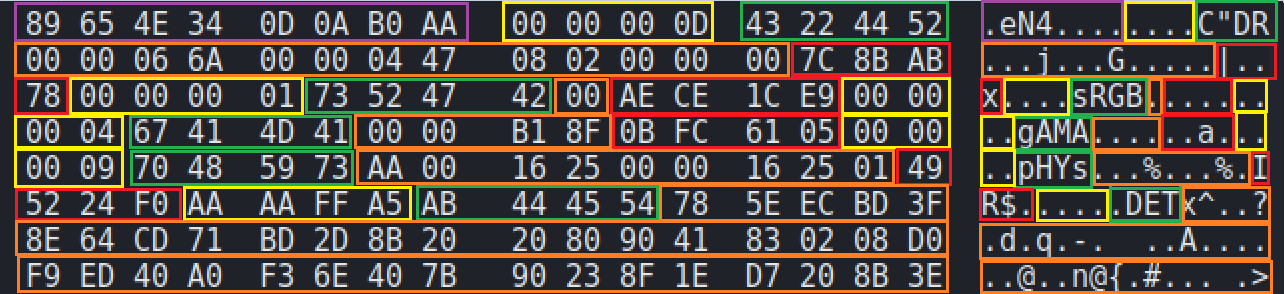 89 65 4E 34 0D 0A B0 AA 00 00 00 0D 43 22 44 52 .eN4........C"DR
00 00 06 6A 00 00 04 47 08 02 00 00 00 7C 8B AB ...j...G.....|..
78 00 00 00 01 73 52 47 42 00 AE CE 1C E9 00 00 x....sRGB.......
00 04 67 41 4D 41 00 00 B1 8F 0B FC 61 05 00 00 ..gAMA......a...
00 09 70 48 59 73 AA 00 16 25 00 00 16 25 01 49 ..pHYs...%...%.I
52 24 F0 AA AA FF A5 AB 44 45 54 78 5E EC BD 3F R$......DETx^..?
8E 64 CD 71 BD 2D 8B 20 20 80 90 41 83 02 08 D0 .d.q.-.  ..A....
F9 ED 40 A0 F3 6E 40 7B 90 23 8F 1E D7 20 8B 3E ..@..n@{.#... .>